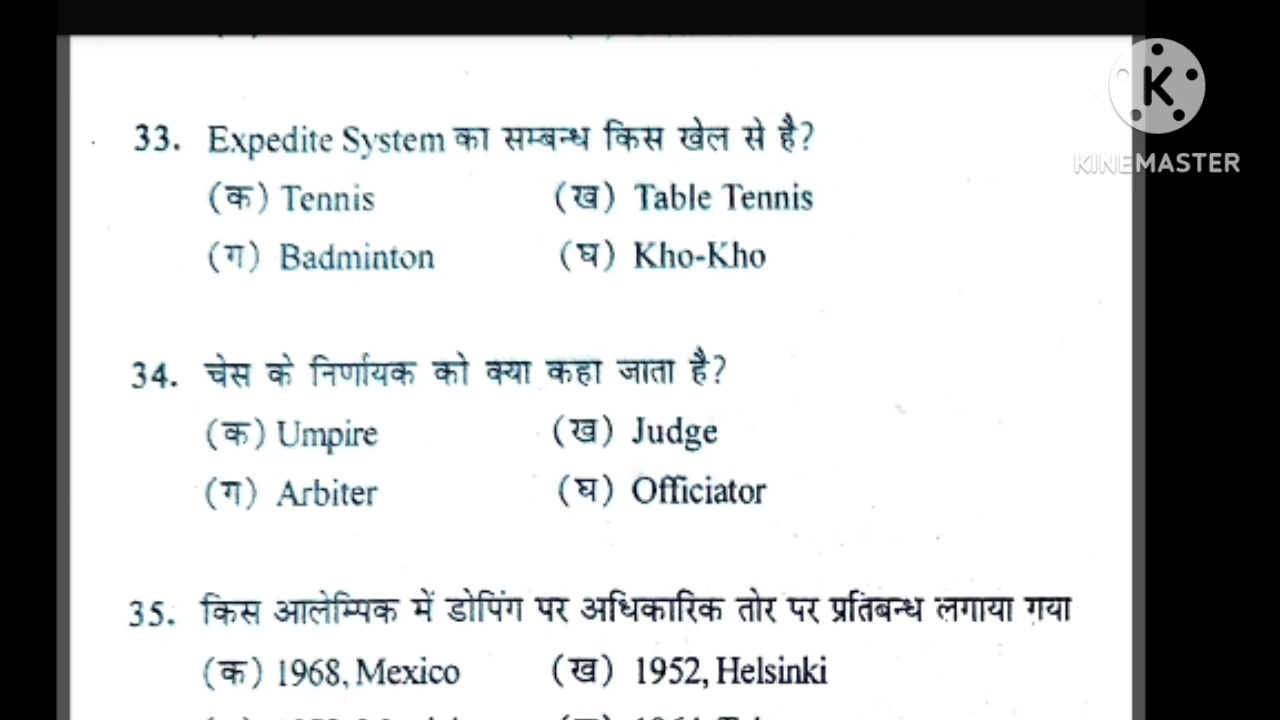 33. Expedite System का सम्बन्ध किस खेल से है?
(क) Tennis (ख) Table Tennis
(ग) Badminton (घ) Kho-Kho
34. चेस के निर्णायक को क्या कहा जाता है?
(क) Umpire (ख) Judge
(ग) Arbiter (घ) Officiator
35. किस आलेम्पिक में डोपिंग पर अधिकारिक तोर पर प्रतिबन्ध लगाया गया
(क) 1968, Mexico (ख) 1952, Helsinki
K
KINEMASTER